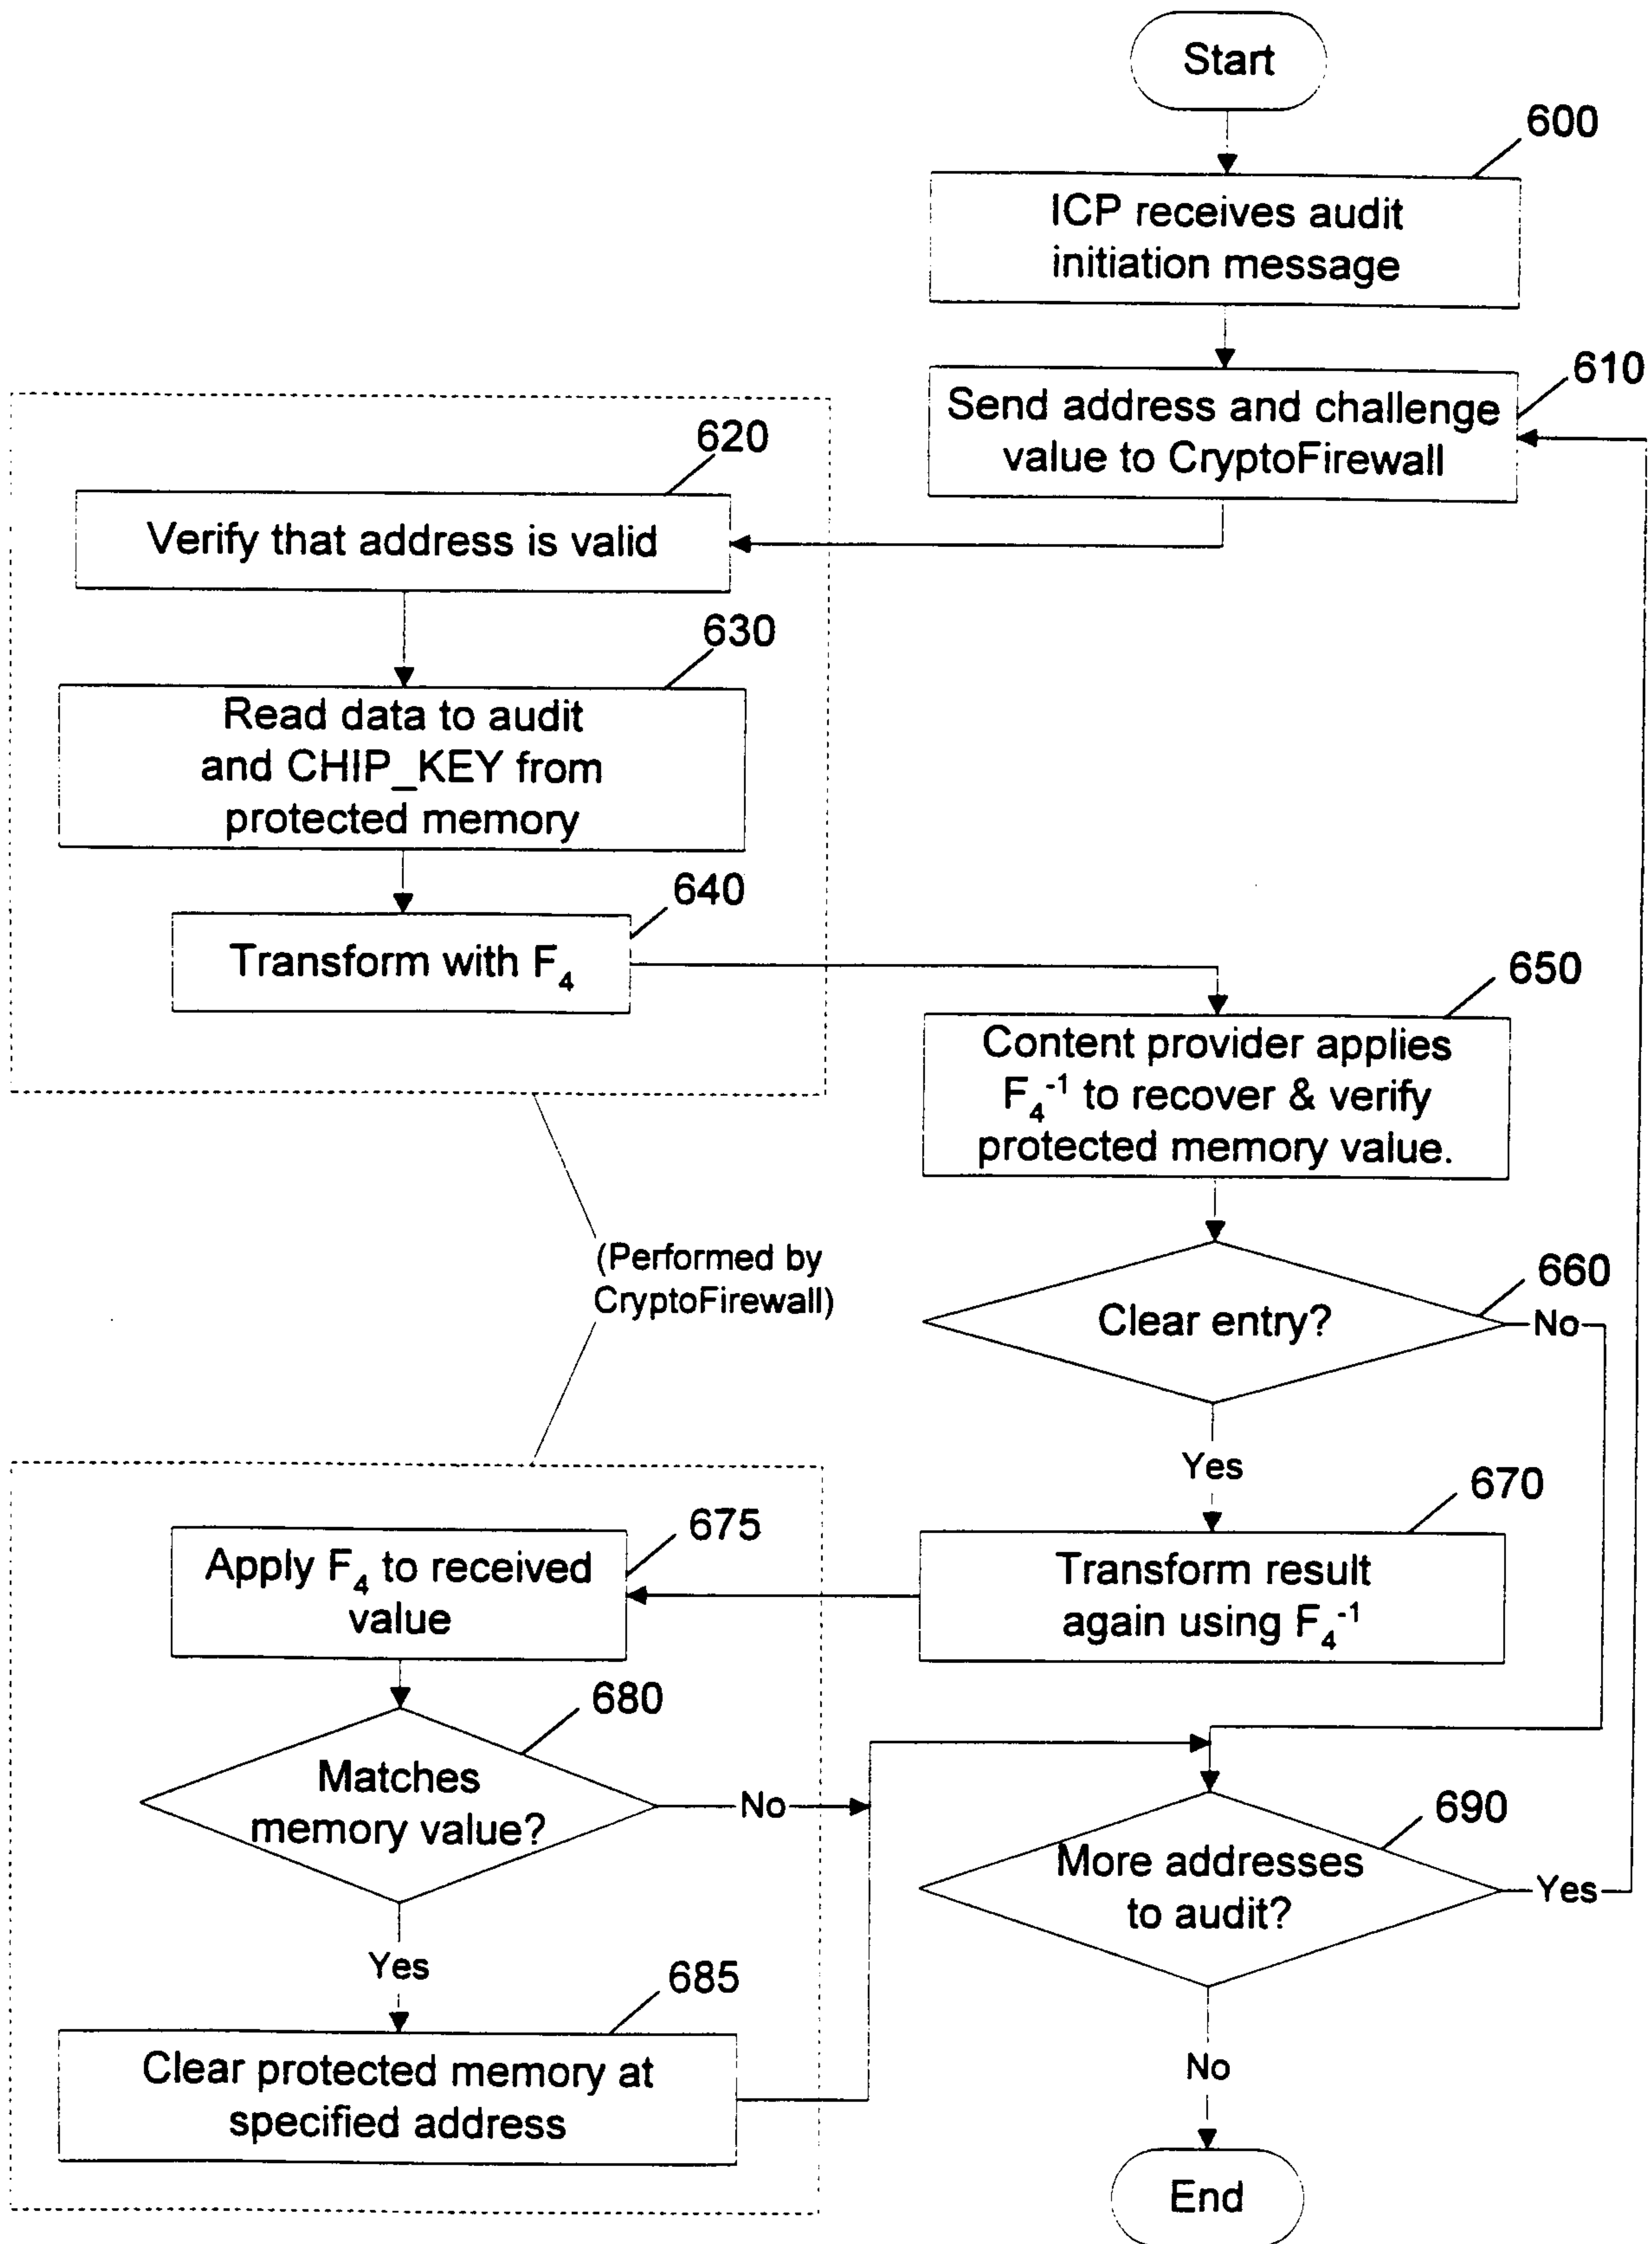 Start
600
ICP receives audit
initiation message
610
Send address and challenge
value to CryptoFirewall
620
Verify that address is valid
630
Read data to audit
and CHIP_KEY from
protected memory
640
Transform with F₄
650
Content provider applies
F₄⁻¹ to recover & verify
protected memory value.
(Performed by
CryptoFirewall)
660
Clear entry?
No
Yes
670
Transform result
again using F₄⁻¹
675
Apply F₄ to received
value
680
Matches
memory value?
No
Yes
685
Clear protected memory at
specified address
690
More addresses
to audit?
Yes
No
End